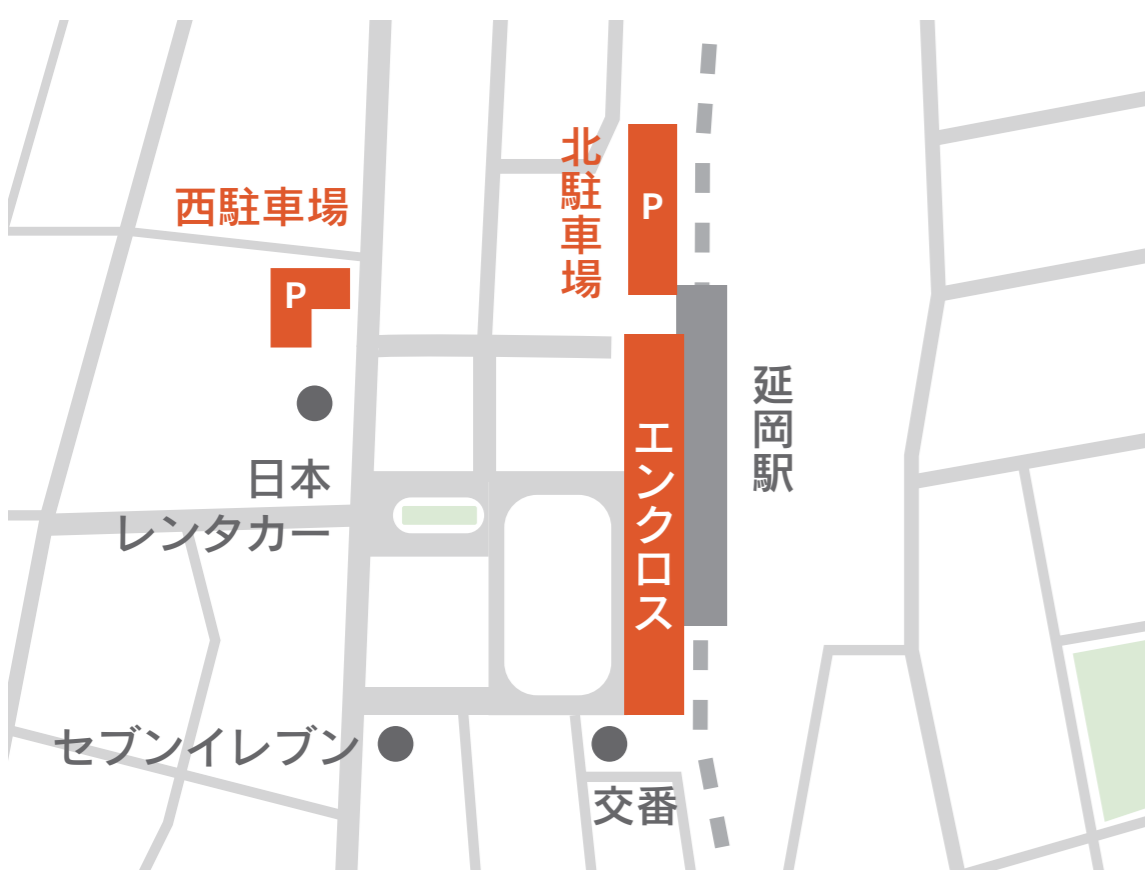 西駐車場
P
北駐車場
P
延岡駅
エンクロス
日本
レンタカー
セブンイレブン
交番